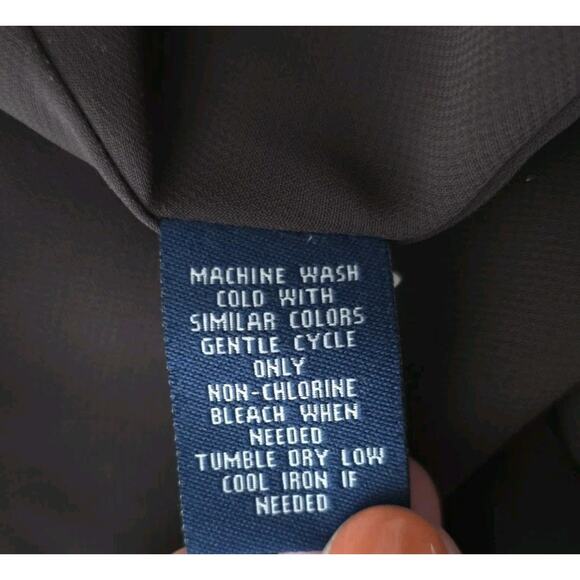 MACHINE WASH
COLD WITH
SIMILAR COLORS
GENTLE CYCLE
ONLY
NON-CHLORINE
BLEACH WHEN
NEEDED
TUMBLE DRY LOW
COOL IRON IF
NEEDED